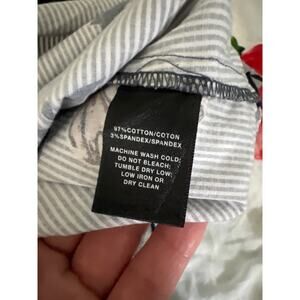 97%COTTON/COTON
3%SPANDEX/SPANDEX
MACHINE WASH COLD;
DO NOT BLEACH;
TUMBLE DRY LOW;
LOW IRON OR
DRY CLEAN